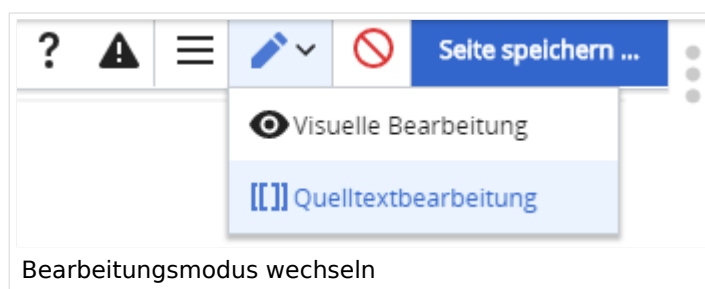 ?
Seite speichern ...
Visuelle Bearbeitung
[[ ]] Quelltextbearbeitung
Bearbeitungsmodus wechseln